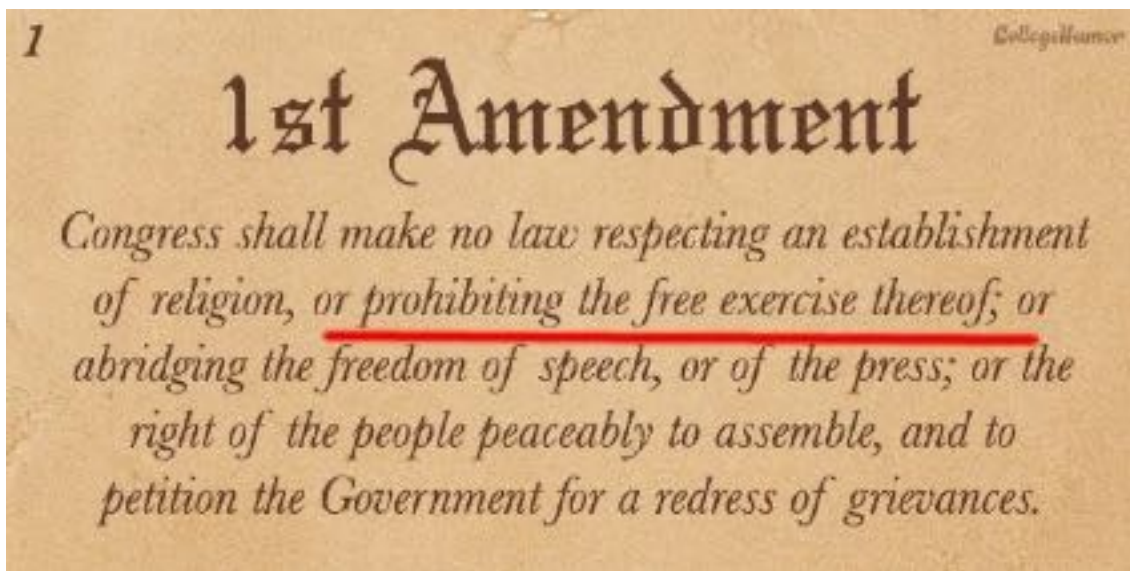 1
CollegeHumor
1st Amendment
Congress shall make no law respecting an establishment
of religion, or prohibiting the free exercise thereof; or
abridging the freedom of speech, or of the press; or the
right of the people peaceably to assemble, and to
petition the Government for a redress of grievances.